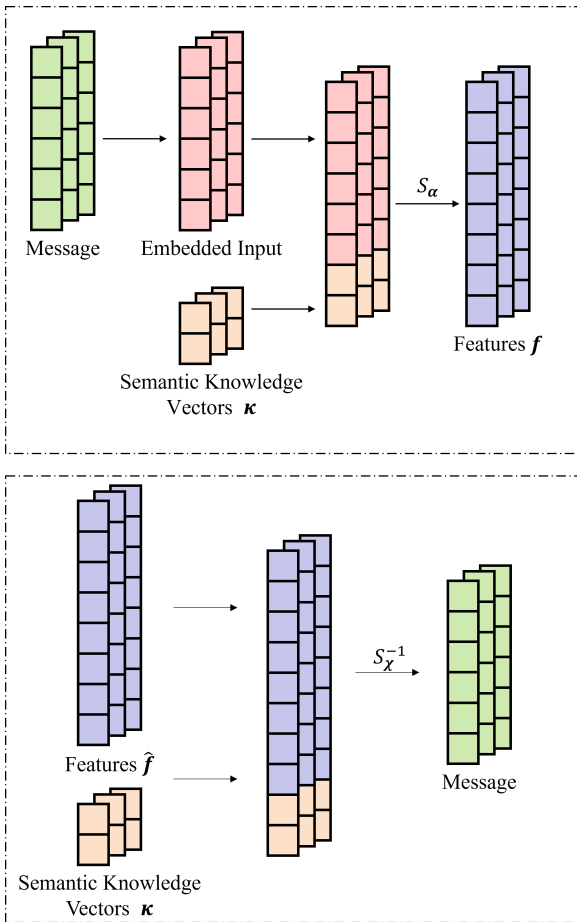 Message
Embedded Input
S_α
Features f
Semantic Knowledge
Vectors κ
Features f̂
S_χ^{-1}
Message
Semantic Knowledge
Vectors κ